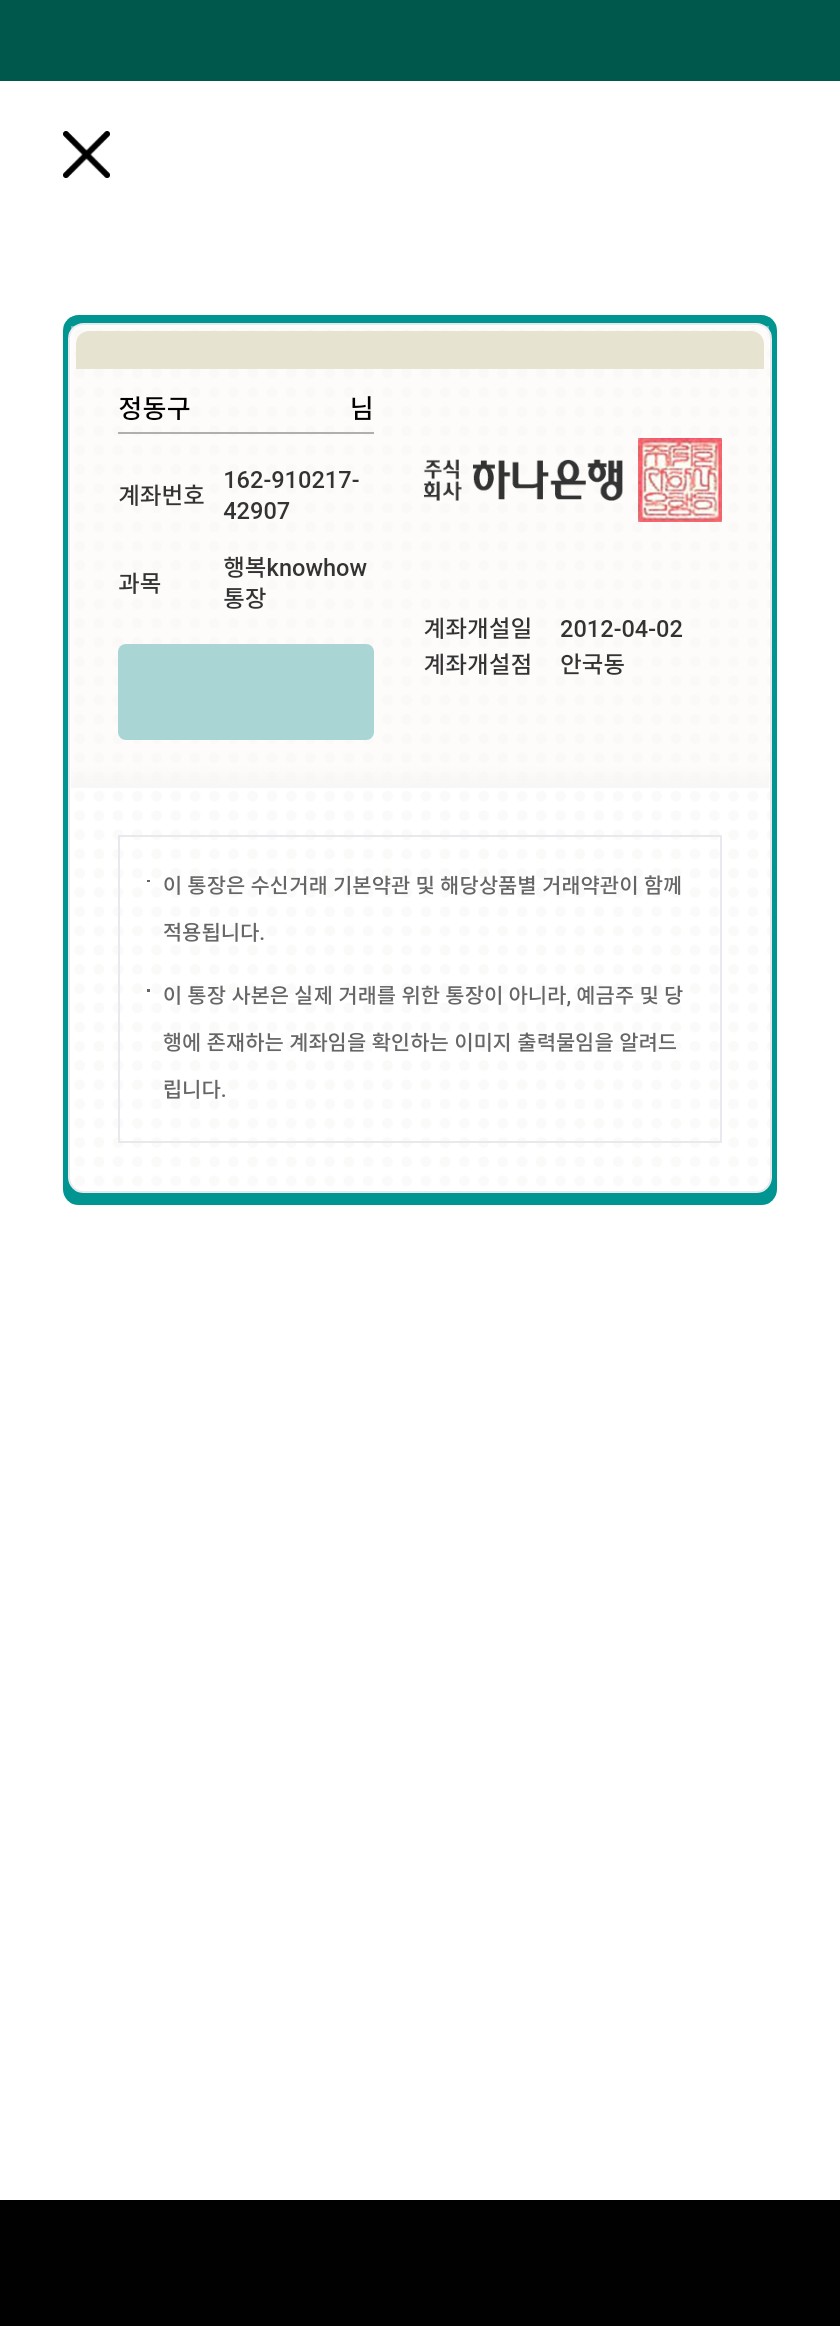 정동구 님
계좌번호 162-910217-
42907
과목 행복knowhow
통장
주식
회사 하나은행
계좌개설일 2012-04-02
계좌개설점 안국동
· 이 통장은 수신거래 기본약관 및 해당상품별 거래약관이 함께
적용됩니다.
· 이 통장 사본은 실제 거래를 위한 통장이 아니라, 예금주 및 당
행에 존재하는 계좌임을 확인하는 이미지 출력물임을 알려드
립니다.